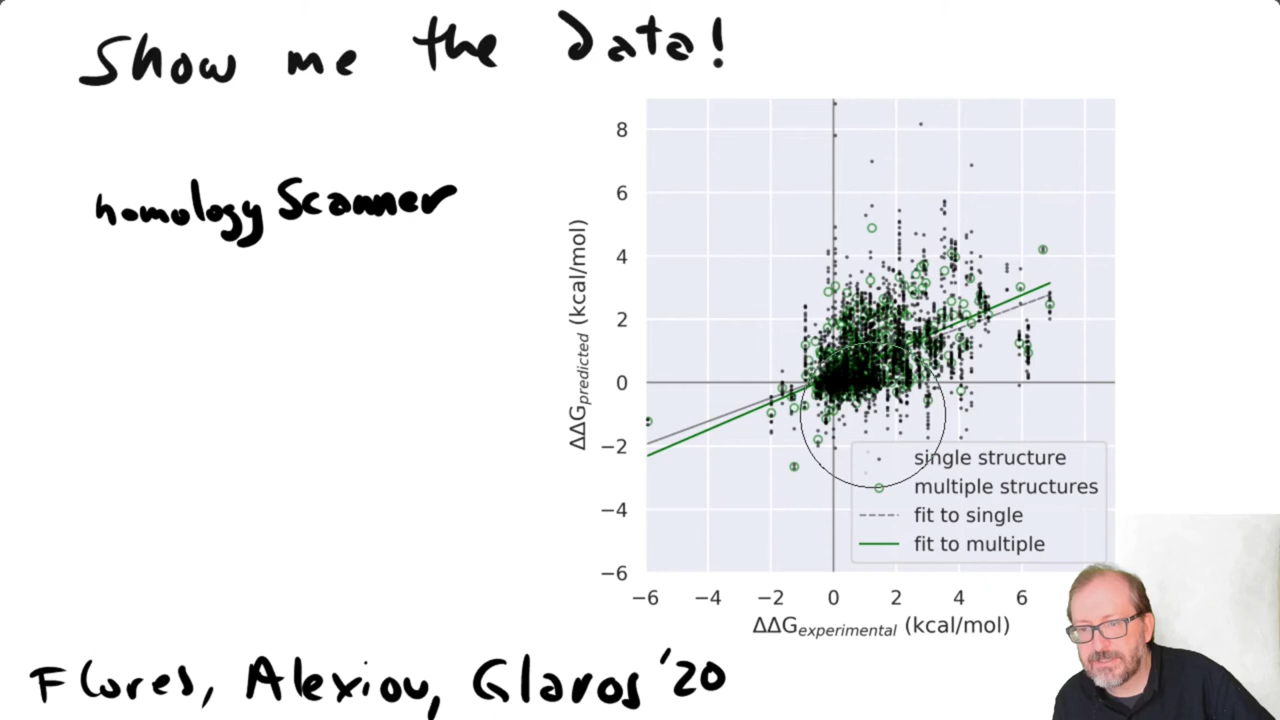 Show me the Data!
homology Scanner
8
6
4
2
0
−2
−4
−6
ΔΔGpredicted (kcal/mol)
single structure
multiple structures
fit to single
fit to multiple
−6 −4 −2 0 2 4 6
ΔΔGexperimental (kcal/mol)
Flores, Alexiou, Glaros '20